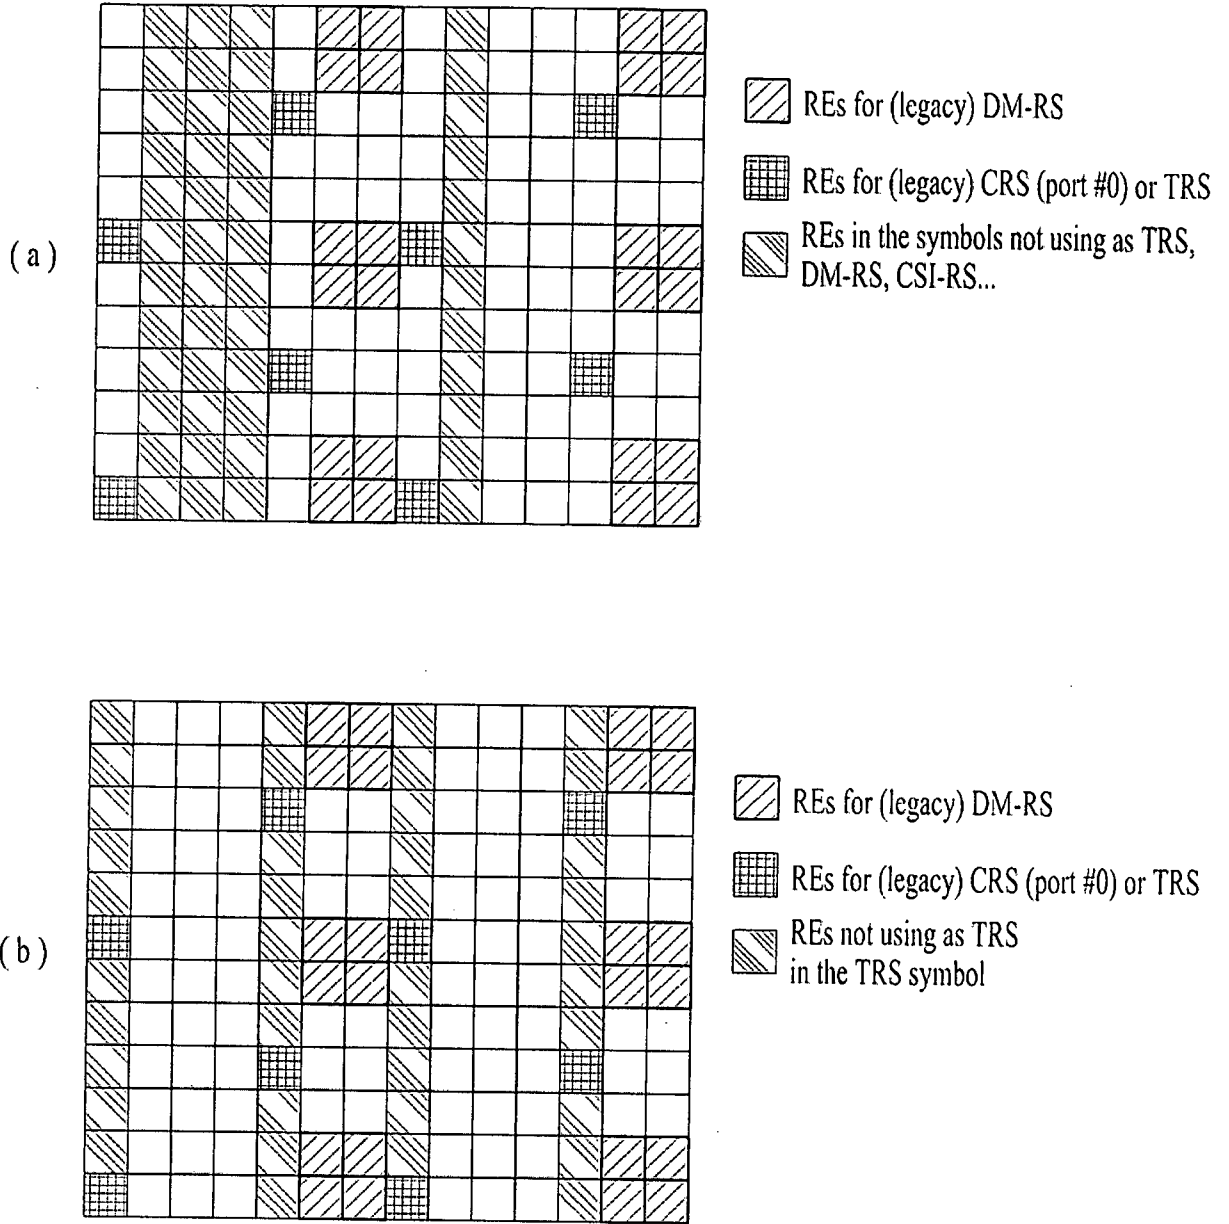 REs for (legacy) DM-RS
REs for (legacy) CRS (port #0) or TRS
(a)
REs in the symbols not using as TRS,
DM-RS, CSI-RS...
REs for (legacy) DM-RS
REs for (legacy) CRS (port #0) or TRS
(b)
REs not using as TRS
in the TRS symbol